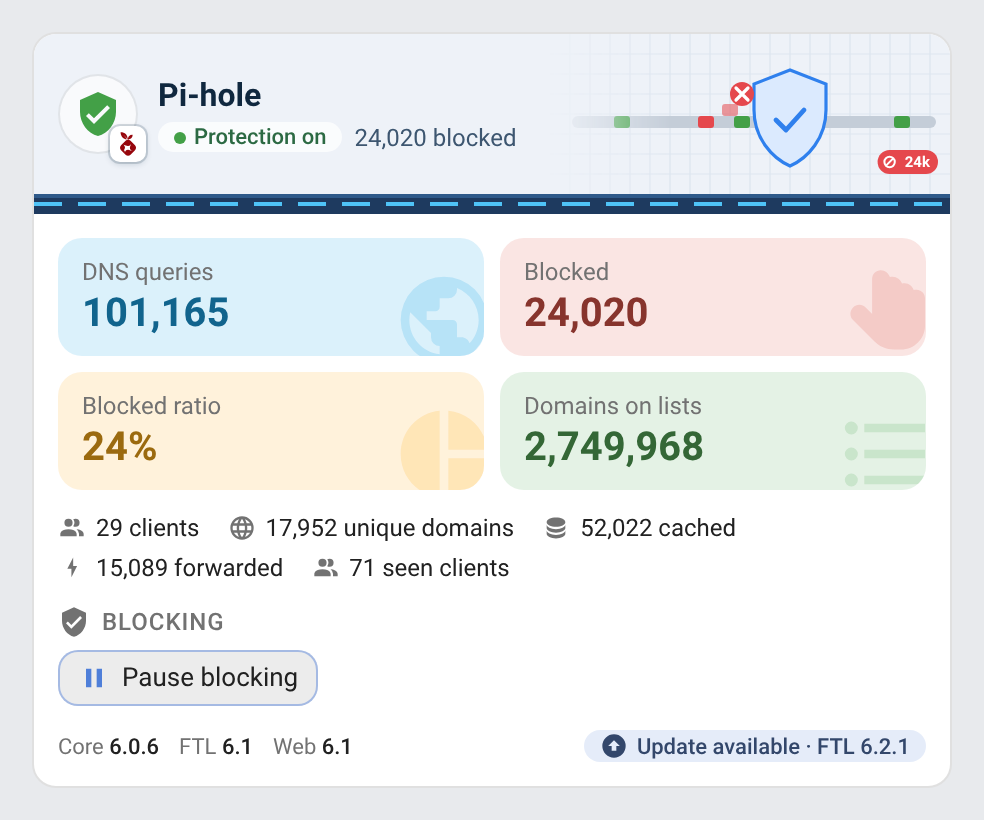 Pi-hole
Protection on 24,020 blocked
24k
DNS queries
101,165
Blocked
24,020
Blocked ratio
24%
Domains on lists
2,749,968
29 clients 17,952 unique domains 52,022 cached
15,089 forwarded 71 seen clients
BLOCKING
Pause blocking
Core 6.0.6 FTL 6.1 Web 6.1
Update available · FTL 6.2.1